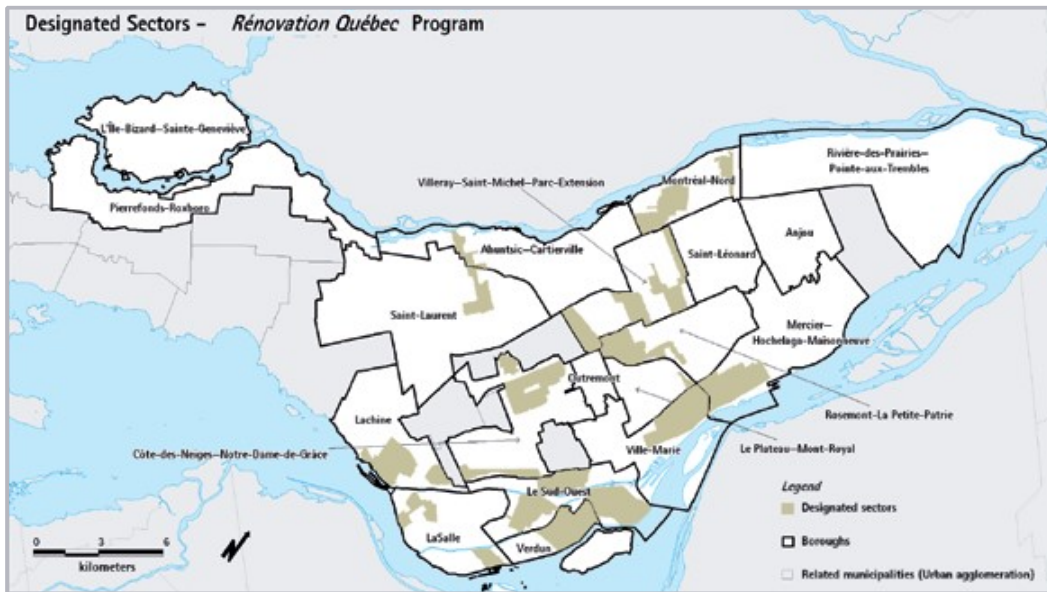 Designated Sectors – Rénovation Québec Program
L'Île-Bizard–Sainte-Geneviève
Pierrefonds-Roxboro
Villeray–Saint-Michel–Parc-Extension
Montréal-Nord
Rivière-des-Prairies–
Pointe-aux-Trembles
Ahuntsic–Cartierville
Saint-Léonard
Anjou
Saint-Laurent
Mercier–
Hochelaga-Maisonneuve
Outremont
Lachine
Rosemont-La Petite-Patrie
Côte-des-Neiges–Notre-Dame-de-Grâce
Ville-Marie
Le Plateau–Mont-Royal
Le Sud-Ouest
LaSalle
Verdun
Legend
Designated sectors
Boroughs
Related municipalities (Urban agglomeration)
0 3 6
kilometers